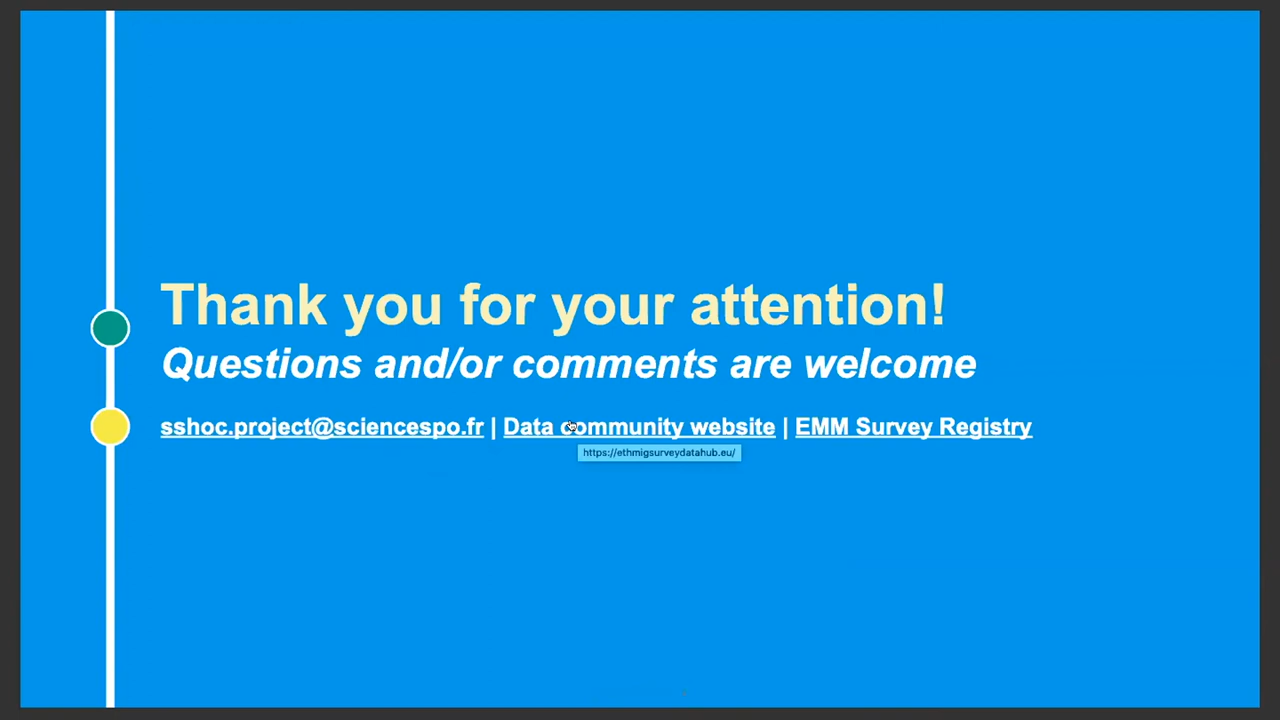 Thank you for your attention!
Questions and/or comments are welcome
sshoc.project@sciencespo.fr | Data community website | EMM Survey Registry
https://ethmigsurveydatahub.eu/